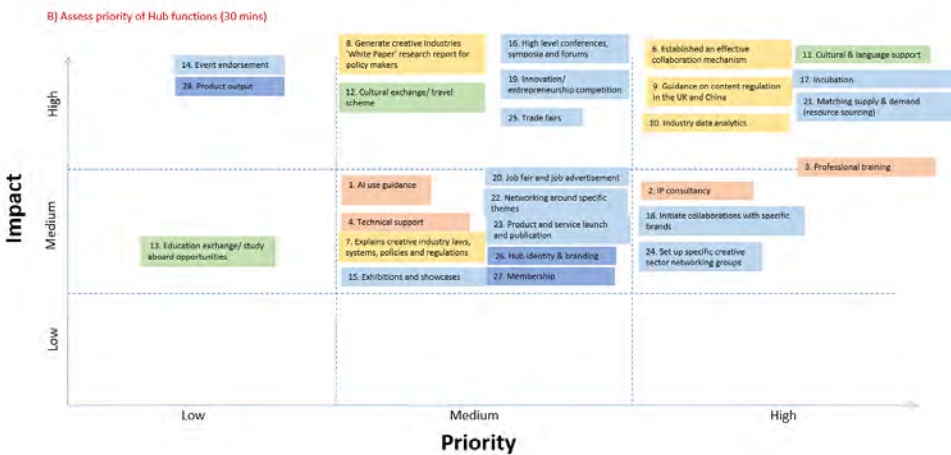 B) Assess priority of Hub functions (30 mins)
Impact
High
Medium
Low
14. Event endorsement
28. Product output
8. Generate creative industries
'White Paper' research report for
policy makers
12. Cultural exchange/ travel
scheme
16. High level conferences,
symposia and forums
19. Innovation/
entrepreneurship competition
25. Trade fairs
6. Established an effective
collaboration mechanism
9. Guidance on content regulation
in the UK and China
10. Industry data analytics
11. Cultural & language support
17. Incubation
21. Matching supply & demand
(resource sourcing)
3. Professional training
13. Education exchange/ study
aboard opportunities
1. AI use guidance
4. Technical support
7. Explains creative industry laws,
systems, policies and regulations
15. Exhibitions and showcases
20. Job fair and job advertisement
22. Networking around specific
themes
23. Product and service launch
and publication
26. Hub identity & branding
27. Membership
2. IP consultancy
18. Initiate collaborations with specific
brands
24. Set up specific creative
sector networking groups
Low
Medium
High
Priority